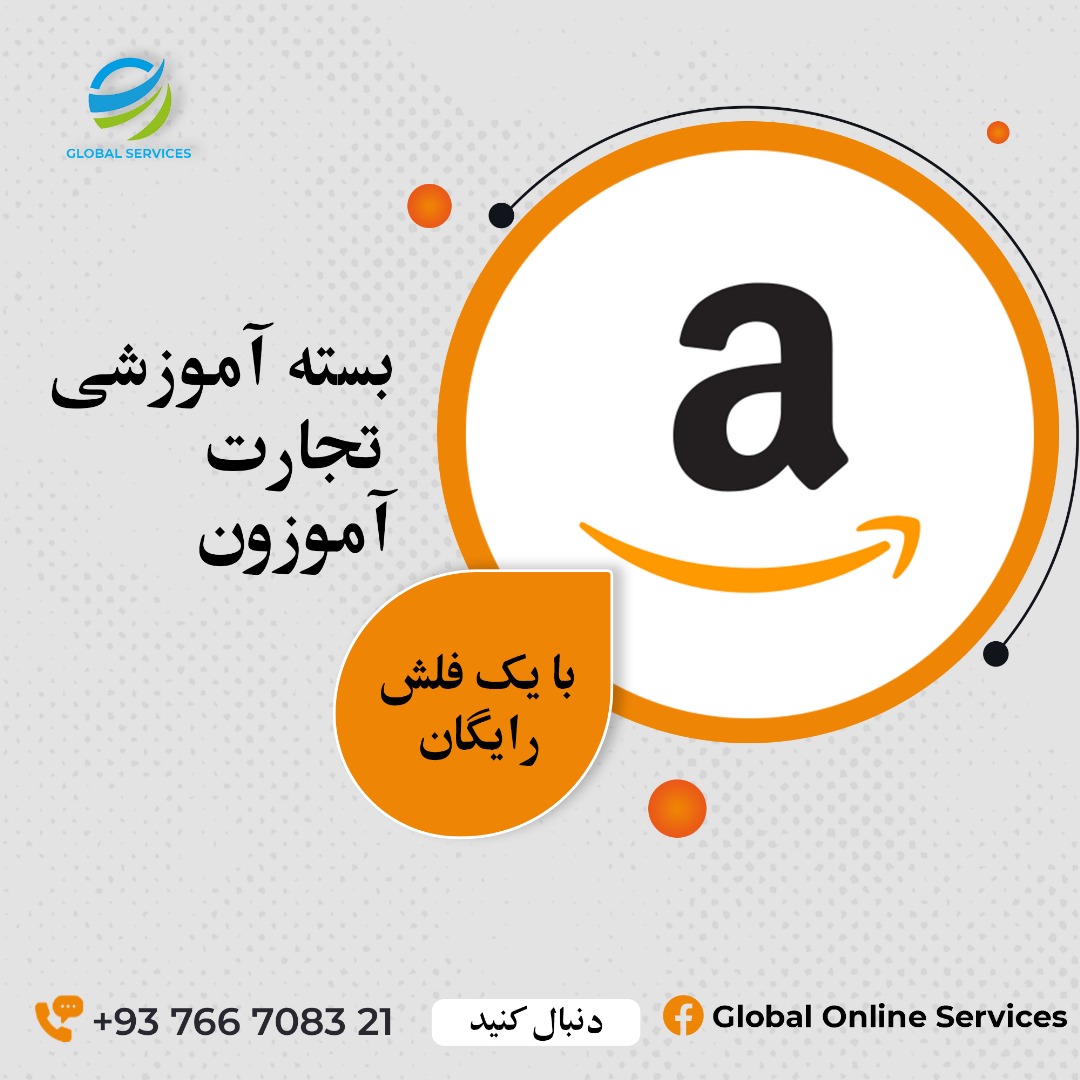 GLOBAL SERVICES
بسته آموزشی
تجارت
آموزون
با یک فلش
رایگان
+93 766 7083 21
دنبال کنید
Global Online Services